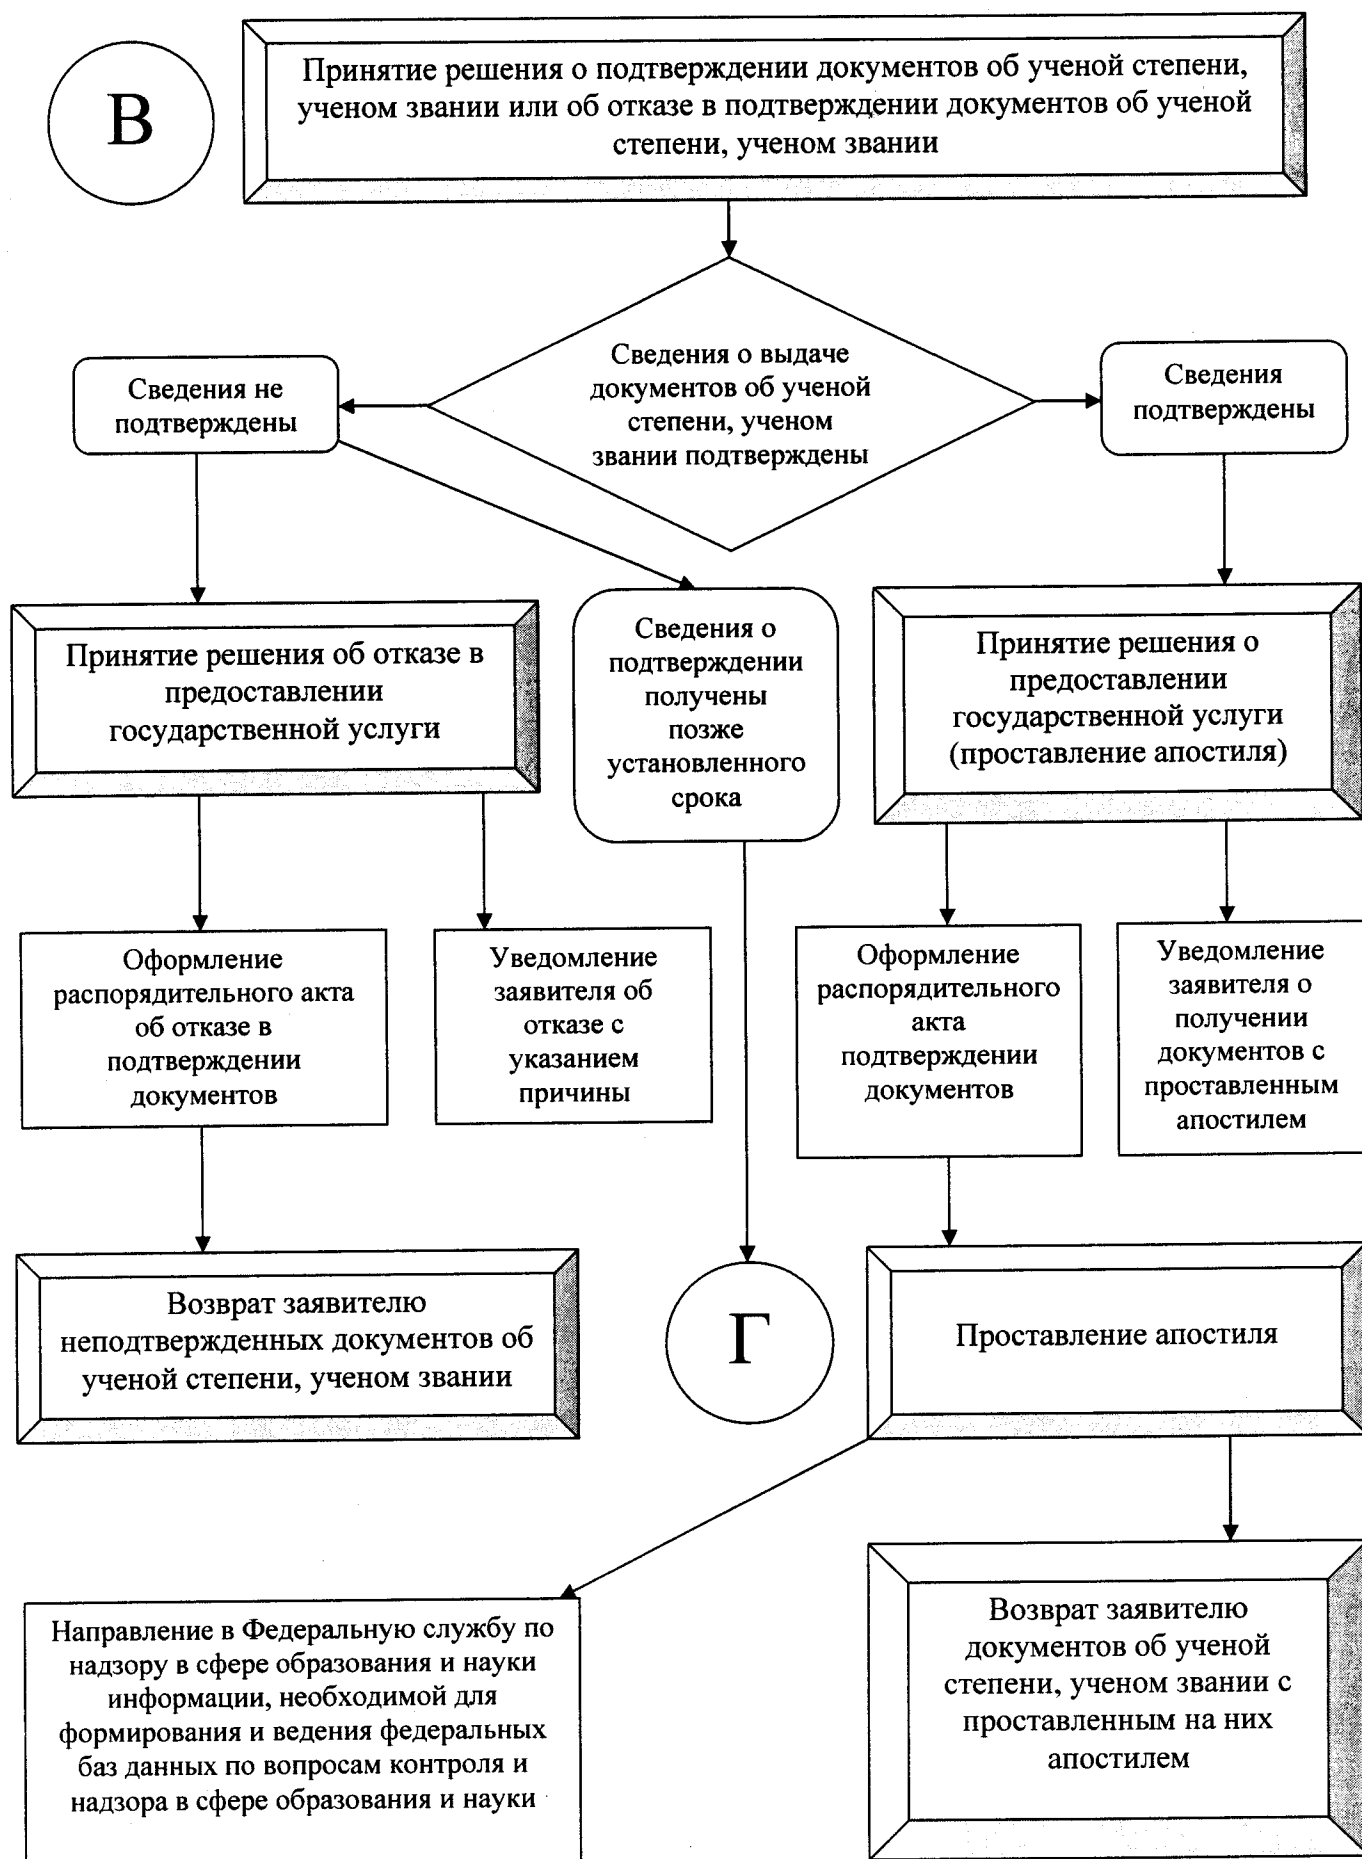 В
Принятие решения о подтверждении документов об ученой степени,
ученом звании или об отказе в подтверждении документов об ученой
степени, ученом звании
Сведения о выдаче
документов об ученой
степени, ученом
звании подтверждены
Сведения не
подтверждены
Сведения
подтверждены
Принятие решения об отказе в
предоставлении
государственной услуги
Сведения о
подтверждении
получены
позже
установленного
срока
Принятие решения о
предоставлении
государственной услуги
(проставление апостиля)
Оформление
распорядительного акта
об отказе в
подтверждении
документов
Уведомление
заявителя об
отказе с
указанием
причины
Оформление
распорядительного
акта
подтверждении
документов
Уведомление
заявителя о
получении
документов с
проставленным
апостилем
Возврат заявителю
неподтвержденных документов об
ученой степени, ученом звании
Г
Проставление апостиля
Направление в Федеральную службу по
надзору в сфере образования и науки
информации, необходимой для
формирования и ведения федеральных
баз данных по вопросам контроля и
надзора в сфере образования и науки
Возврат заявителю
документов об ученой
степени, ученом звании с
проставленным на них
апостилем